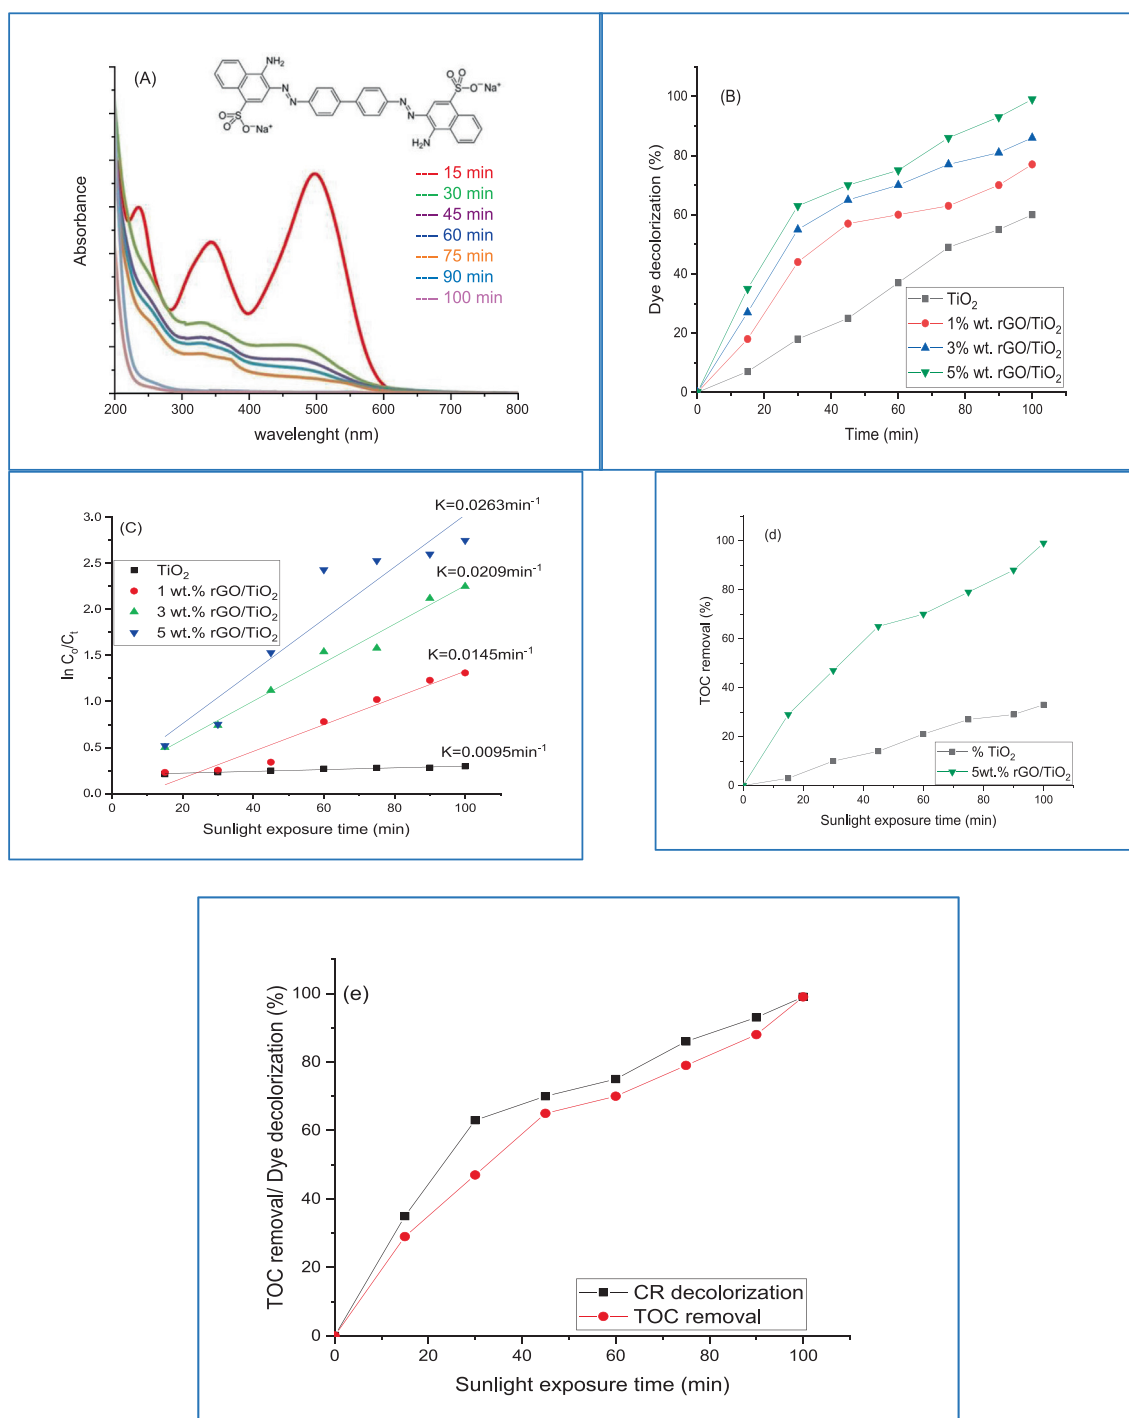 (A)
NH₂
N
N
N
N
NH₂
O
S
O
O
O⁻Na⁺
O
O
S
O⁻Na⁺
15 min
30 min
45 min
60 min
75 min
90 min
100 min
Absorbance
200 300 400 500 600 700 800
wavelenght (nm)
(B)
Dye decolorization (%)
100
80
60
40
20
0
TiO₂
1% wt. rGO/TiO₂
3% wt. rGO/TiO₂
5% wt. rGO/TiO₂
0 20 40 60 80 100
Time (min)
(C)
ln C₀/Cₜ
3.0
2.5
2.0
1.5
1.0
0.5
0.0
TiO₂
1 wt.% rGO/TiO₂
3 wt.% rGO/TiO₂
5 wt.% rGO/TiO₂
K=0.0263min⁻¹
K=0.0209min⁻¹
K=0.0145min⁻¹
K=0.0095min⁻¹
0 20 40 60 80 100
Sunlight exposure time (min)
(d)
TOC removal (%)
100
80
60
40
20
0
% TiO₂
5wt.% rGO/TiO₂
0 20 40 60 80 100
Sunlight exposure time (min)
(e)
TOC removal/ Dye decolorization (%)
100
80
60
40
20
0
CR decolorization
TOC removal
0 20 40 60 80 100
Sunlight exposure time (min)